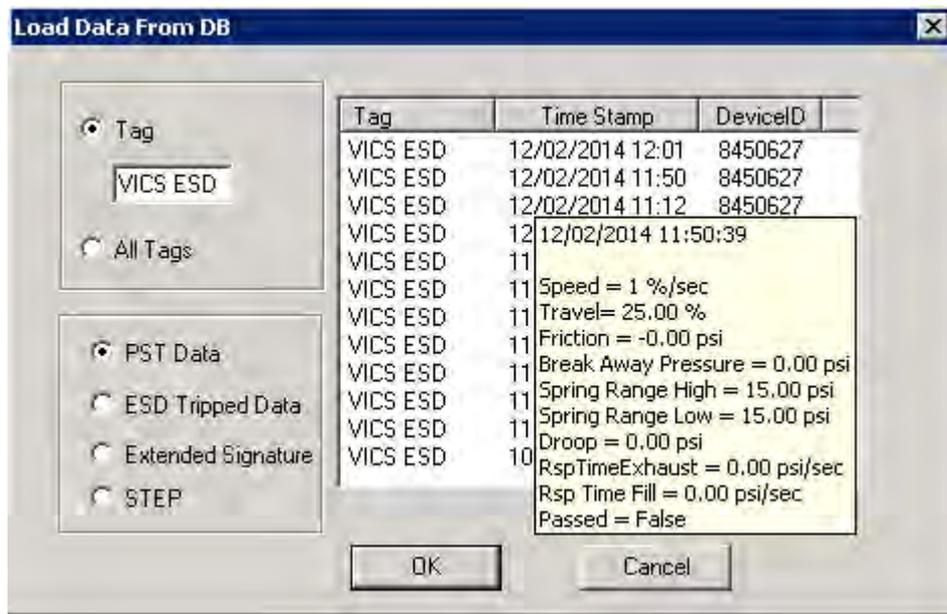 Load Data From DB
Tag
VICS ESD
All Tags
PST Data
ESD Tripped Data
Extended Signature
STEP
Tag Time Stamp DeviceID
VICS ESD 12/02/2014 12:01 8450627
VICS ESD 12/02/2014 11:50 8450627
VICS ESD 12/02/2014 11:12 8450627
VICS ESD 12
VICS ESD 11
VICS ESD 11
VICS ESD 11
VICS ESD 11
VICS ESD 11
VICS ESD 11
VICS ESD 11
VICS ESD 10
12/02/2014 11:50:39
Speed = 1 %/sec
Travel= 25.00 %
Friction = -0.00 psi
Break Away Pressure = 0.00 psi
Spring Range High = 15.00 psi
Spring Range Low = 15.00 psi
Droop = 0.00 psi
RspTimeExhaust = 0.00 psi/sec
Rsp Time Fill = 0.00 psi/sec
Passed = False
OK
Cancel